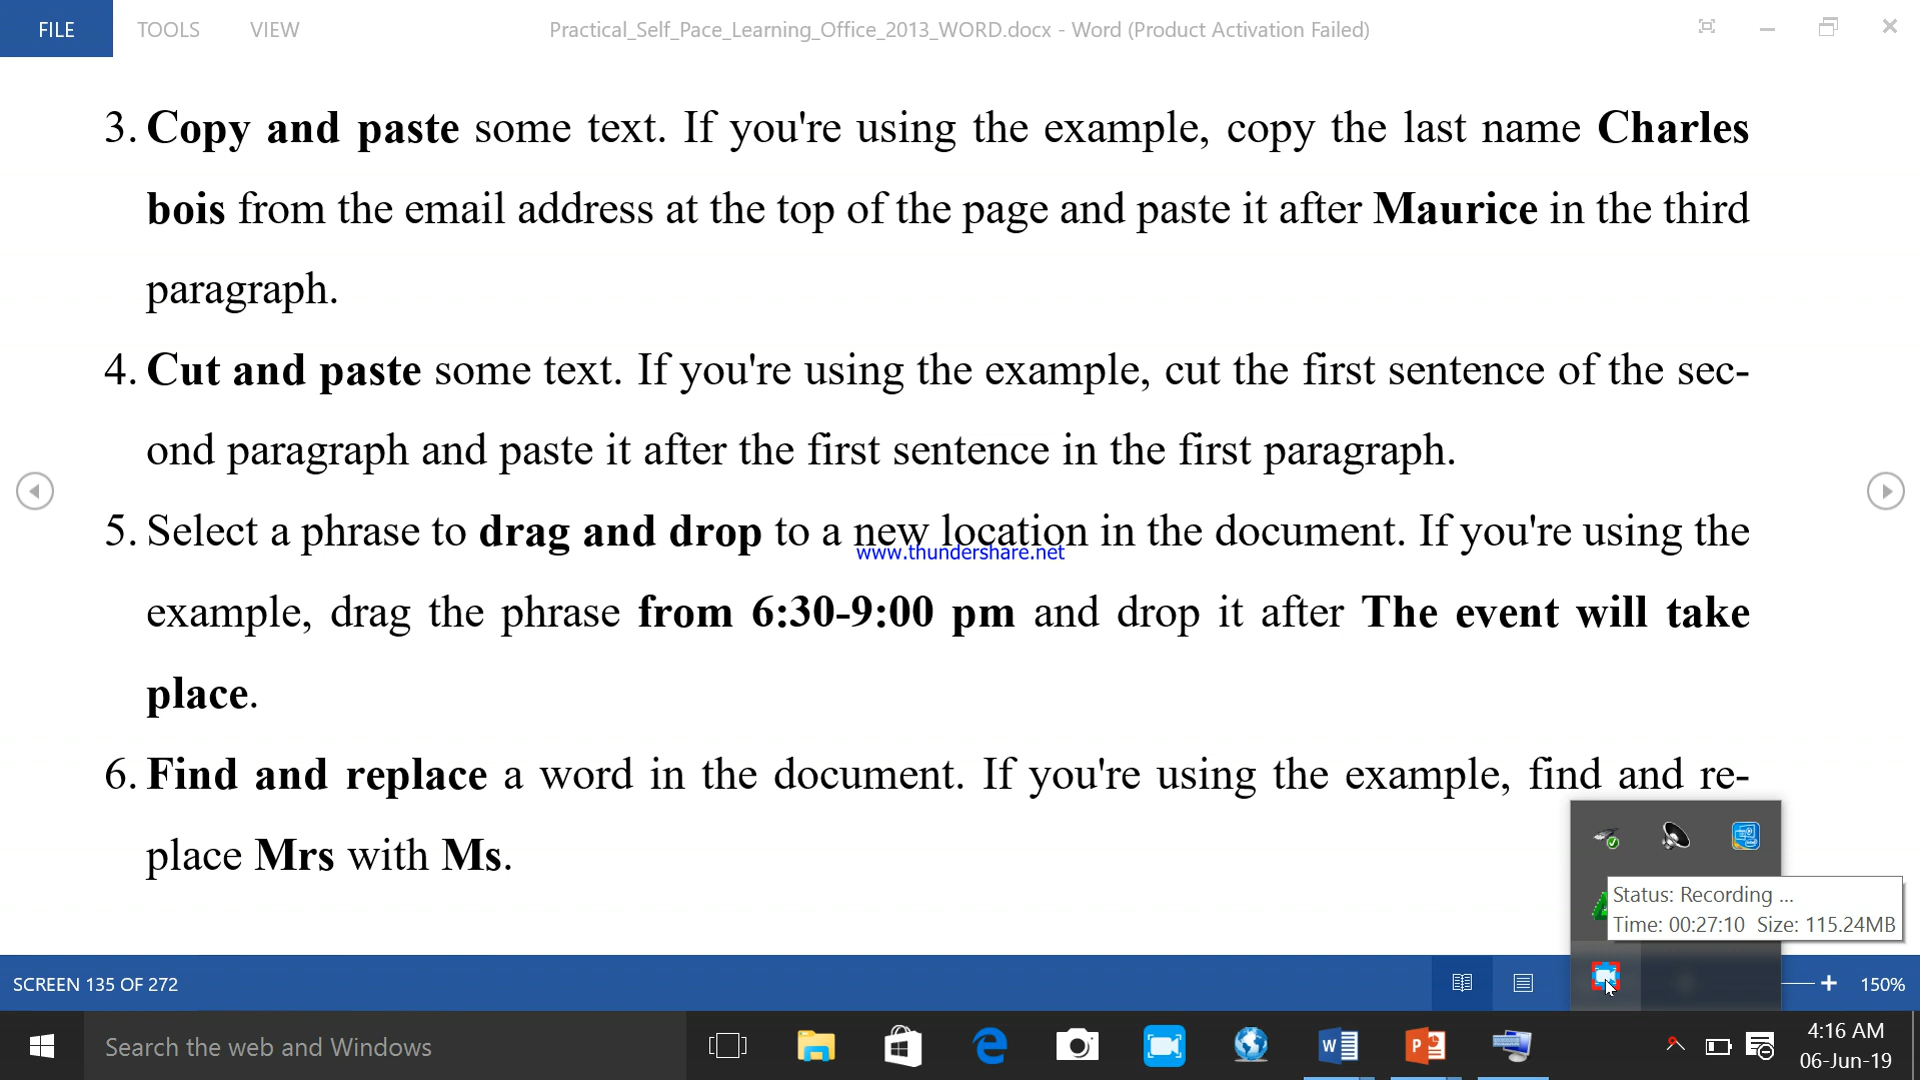 FILE TOOLS VIEW Practical_Self_Pace_Learning_Office_2013_WORD.docx - Word (Product Activation Failed)
3. Copy and paste some text. If you're using the example, copy the last name Charles
bois from the email address at the top of the page and paste it after Maurice in the third
paragraph.
4. Cut and paste some text. If you're using the example, cut the first sentence of the sec-
ond paragraph and paste it after the first sentence in the first paragraph.
5. Select a phrase to drag and drop to a new location in the document. If you're using the
www.thundershare.net
example, drag the phrase from 6:30-9:00 pm and drop it after The event will take
place.
6. Find and replace a word in the document. If you're using the example, find and re-
place Mrs with Ms.
Status: Recording ...
Time: 00:27:10 Size: 115.24MB
SCREEN 135 OF 272
150%
Search the web and Windows
4:16 AM
06-Jun-19